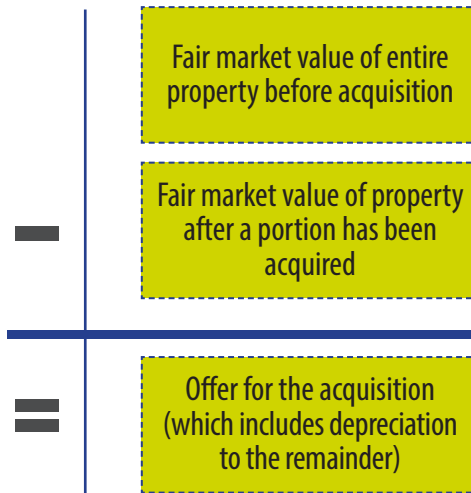 Fair market value of entire
property before acquisition
Fair market value of property
after a portion has been
acquired
Offer for the acquisition
(which includes depreciation
to the remainder)